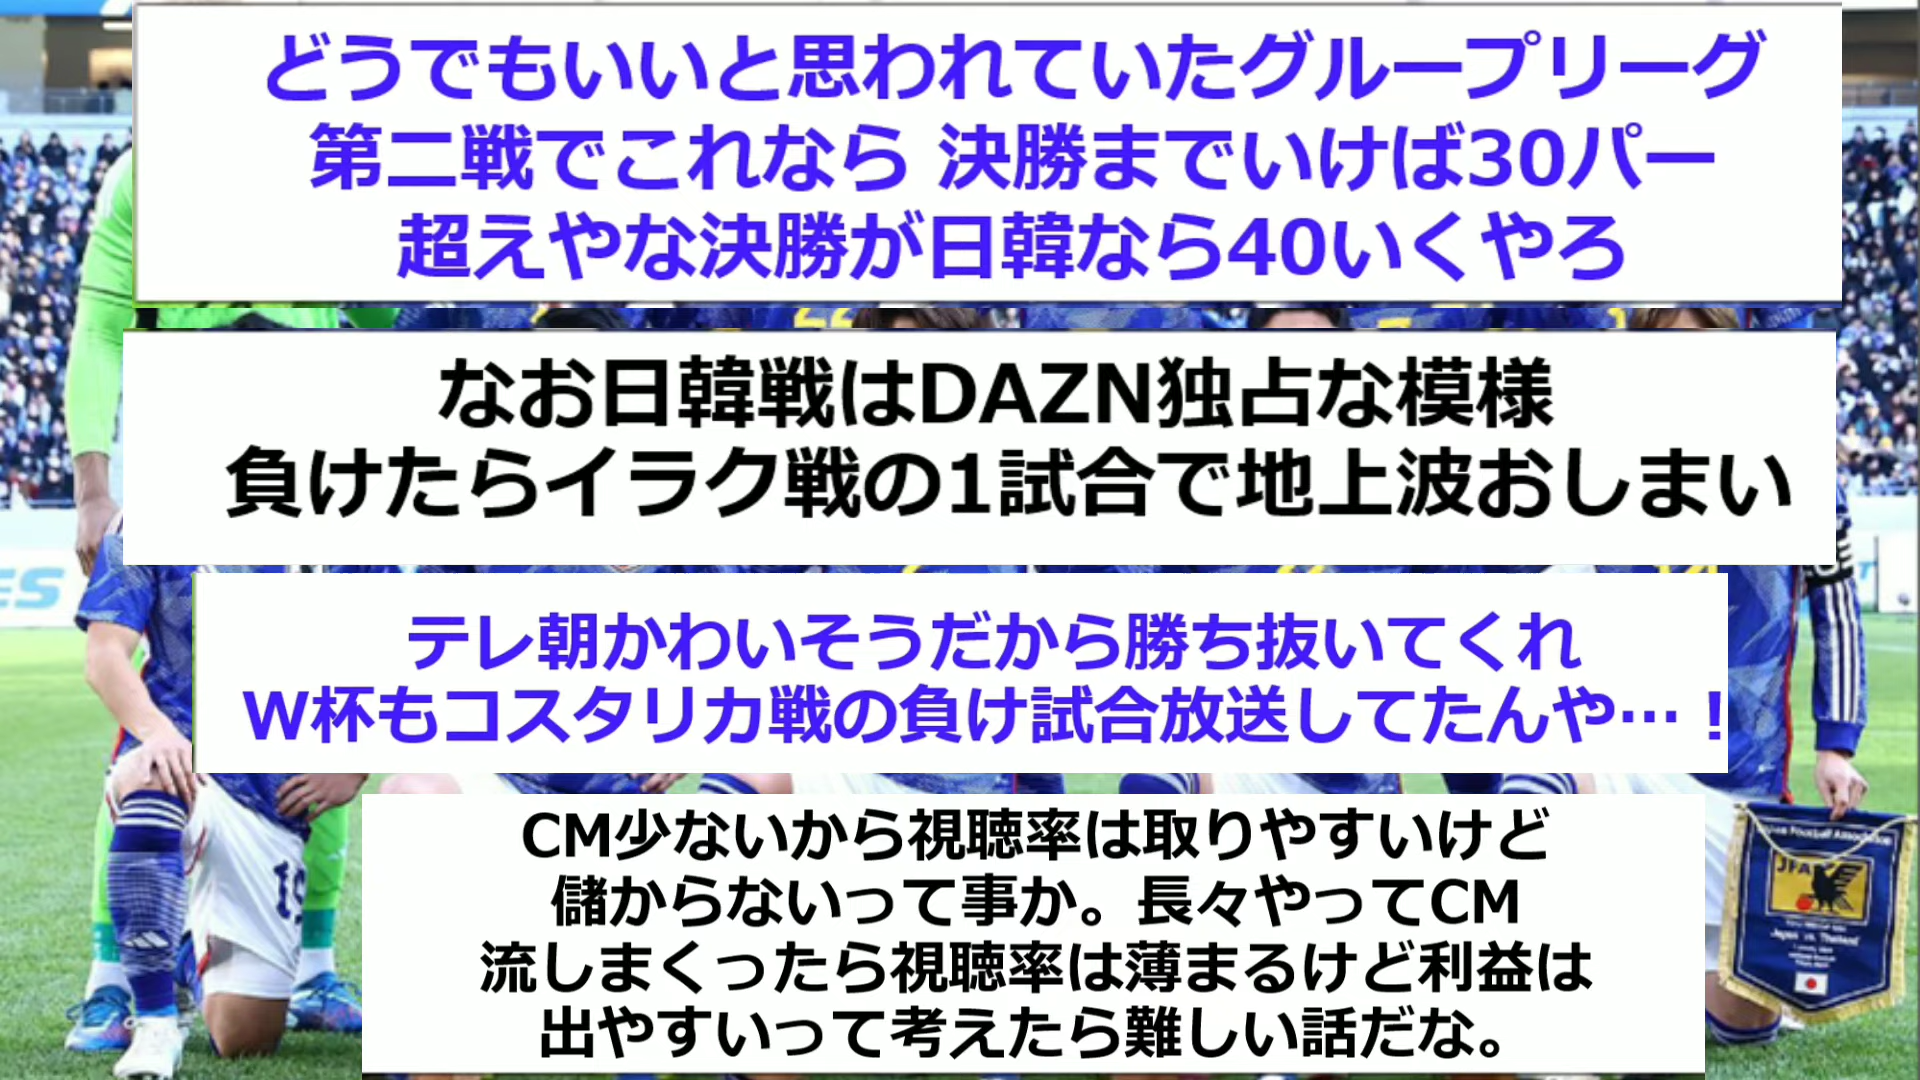 どうでもいいと思われていたグループリーグ
第二戦でこれなら 決勝までいけば30パー
超えやな決勝が日韓なら40いくやろ
なお日韓戦はDAZN独占な模様
負けたらイラク戦の1試合で地上波おしまい
テレ朝かわいそうだから勝ち抜いてくれ
W杯もコスタリカ戦の負け試合放送してたんや…！
CM少ないから視聴率は取りやすいけど
儲からないって事か。長々やってCM
流しまくったら視聴率は薄まるけど利益は
出やすいって考えたら難しい話だな。
ES
19
Football Association
JFA
Japan vs. Thailand